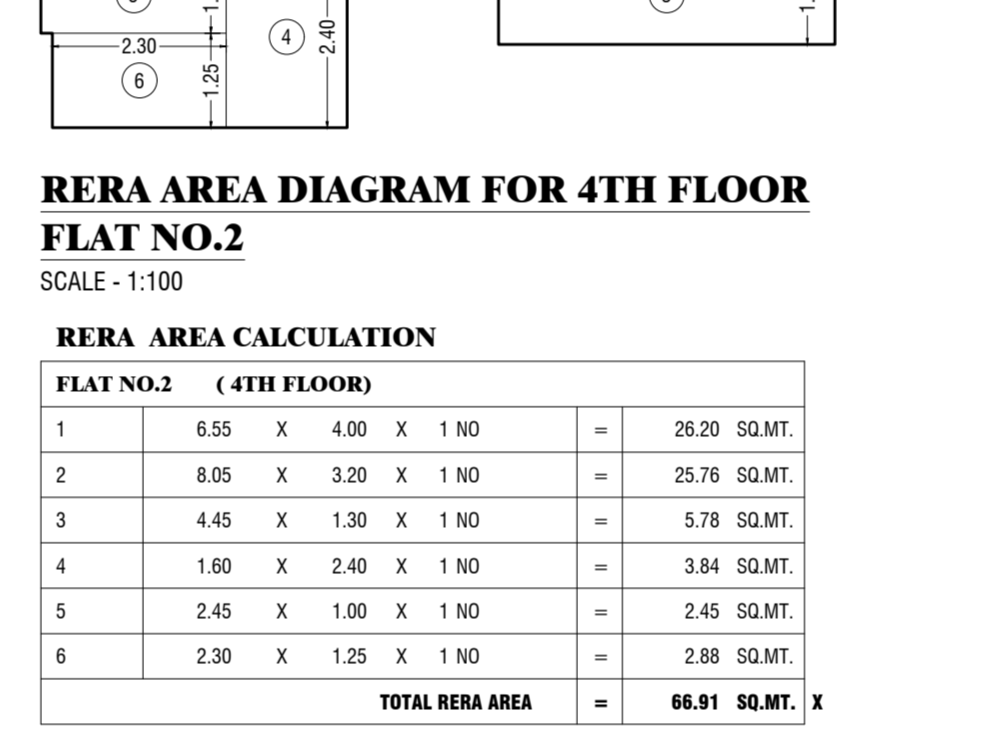 2.30
4
2.40
6
1.25
RERA AREA DIAGRAM FOR 4TH FLOOR
FLAT NO.2
SCALE - 1:100
RERA AREA CALCULATION
FLAT NO.2 ( 4TH FLOOR)
1 6.55 X 4.00 X 1 NO = 26.20 SQ.MT.
2 8.05 X 3.20 X 1 NO = 25.76 SQ.MT.
3 4.45 X 1.30 X 1 NO = 5.78 SQ.MT.
4 1.60 X 2.40 X 1 NO = 3.84 SQ.MT.
5 2.45 X 1.00 X 1 NO = 2.45 SQ.MT.
6 2.30 X 1.25 X 1 NO = 2.88 SQ.MT.
TOTAL RERA AREA = 66.91 SQ.MT. X